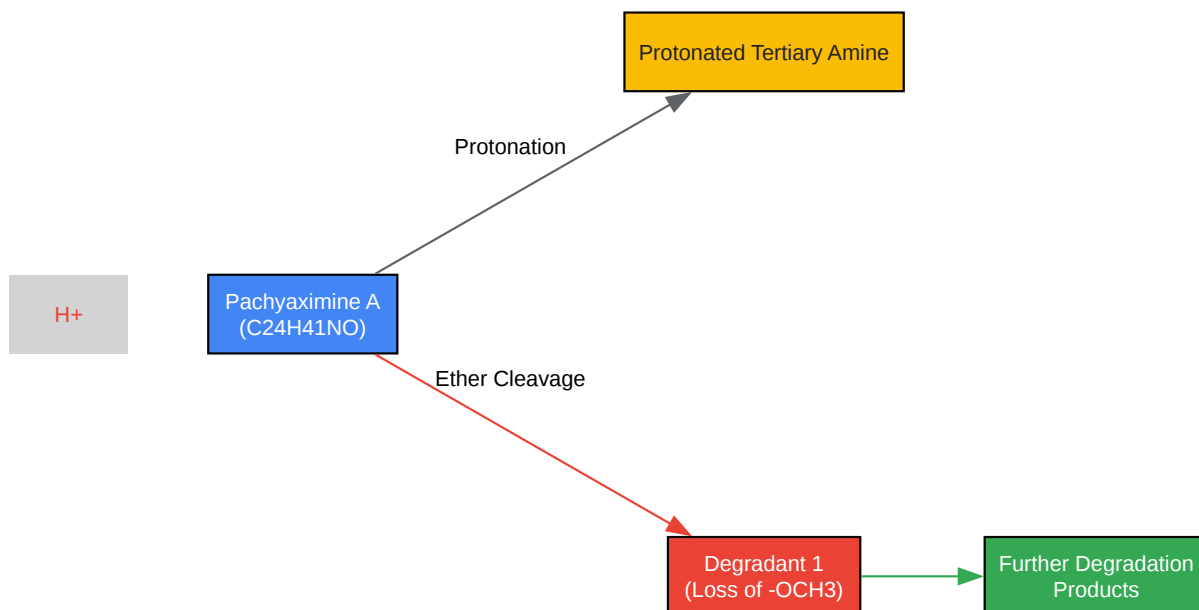 Protonated Tertiary Amine
Protonation
H+
Pachyaximine A
(C24H41NO)
Ether Cleavage
Degradant 1
(Loss of -OCH3)
Further Degradation
Products